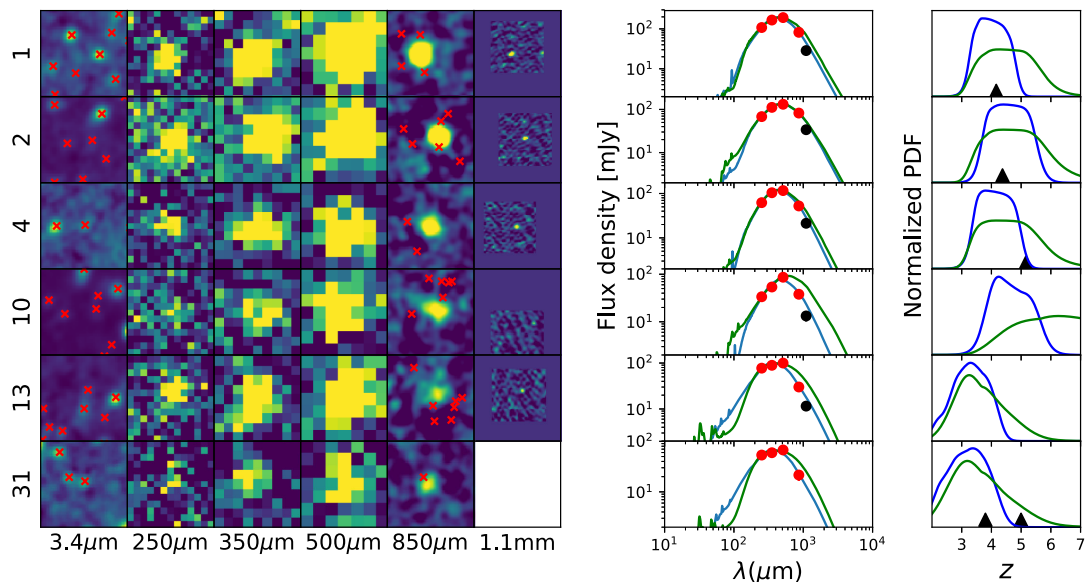 1
2
4
10
13
31
3.4μm 250μm 350μm 500μm 850μm 1.1mm
Flux density [mJy]
10²
10¹
10²
10¹
10²
10¹
10²
10¹
10²
10¹
10²
10¹
10¹ 10² 10³ 10⁴
λ(μm)
Normalized PDF
2 3 4 5 6 7
z